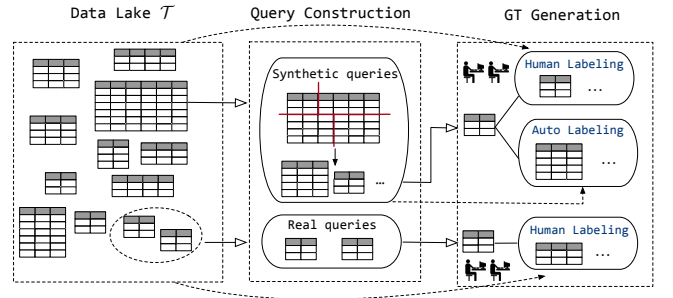 Data Lake 𝒯
Query Construction
GT Generation
Synthetic queries
...
Real queries
Human Labeling
...
Auto Labeling
...
Human Labeling
...